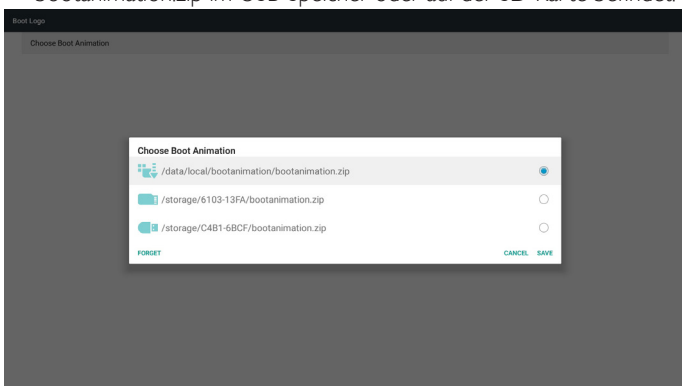 bootanimation.zip im USB-Speicher oder auf der SD-Karte befindet.
Boot Logo
Choose Boot Animation
Choose Boot Animation
/data/local/bootanimation/bootanimation.zip
/storage/6103-13FA/bootanimation.zip
/storage/C4B1-6BCF/bootanimation.zip
FORGET CANCEL SAVE